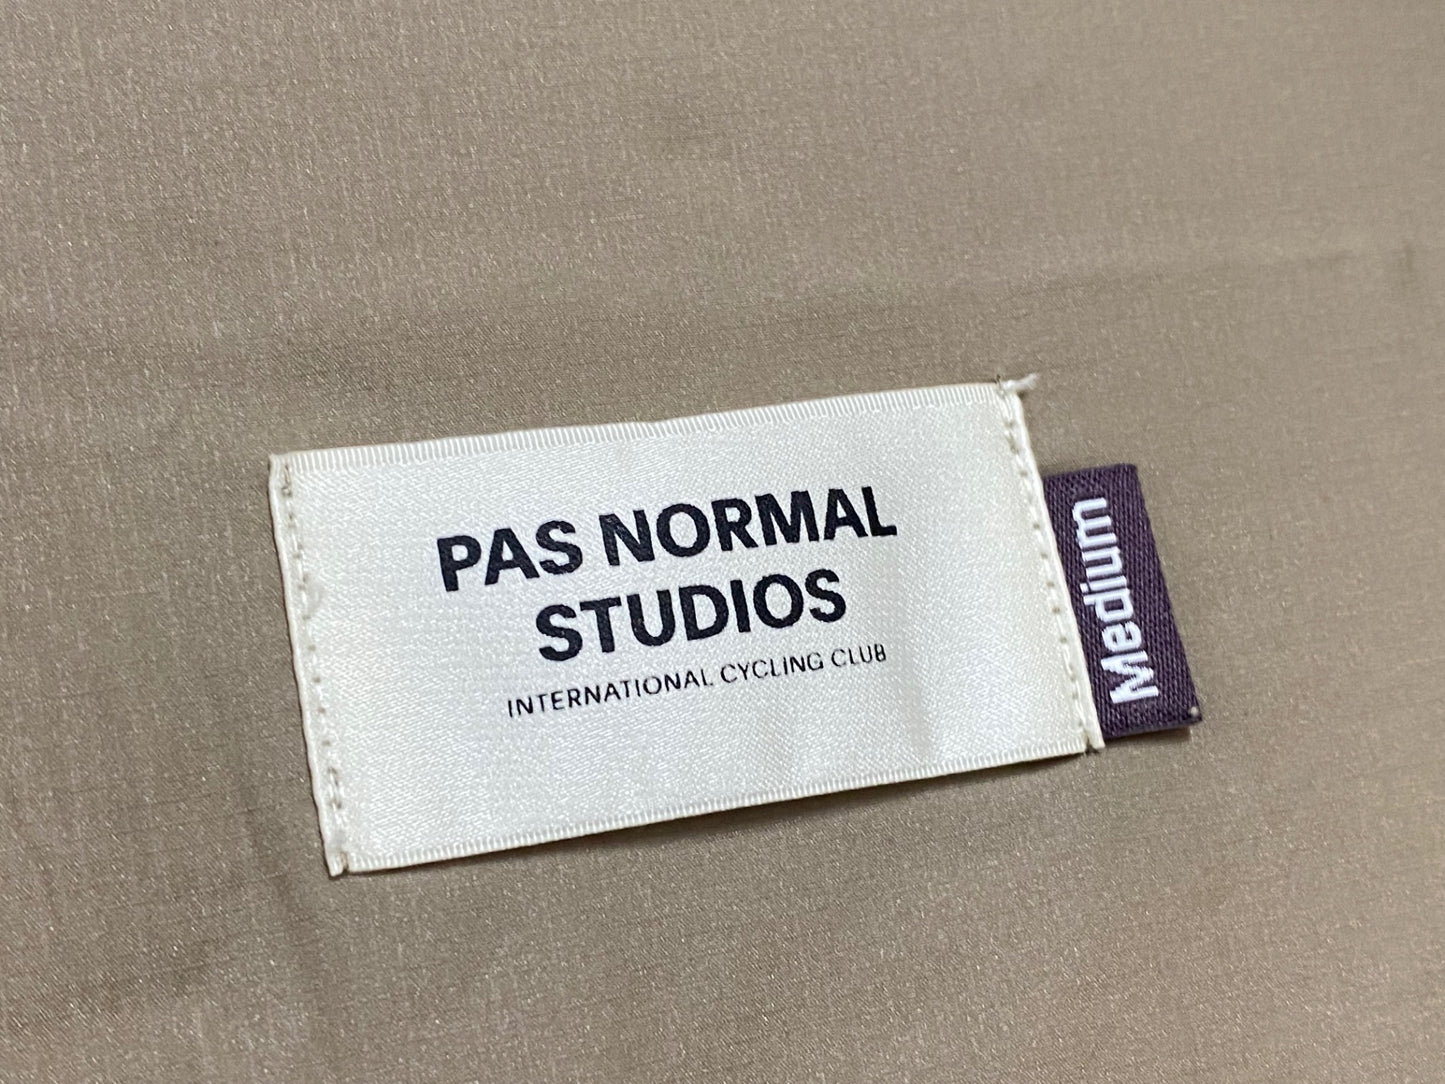 PAS NORMAL
STUDIOS
INTERNATIONAL CYCLING CLUB
Medium